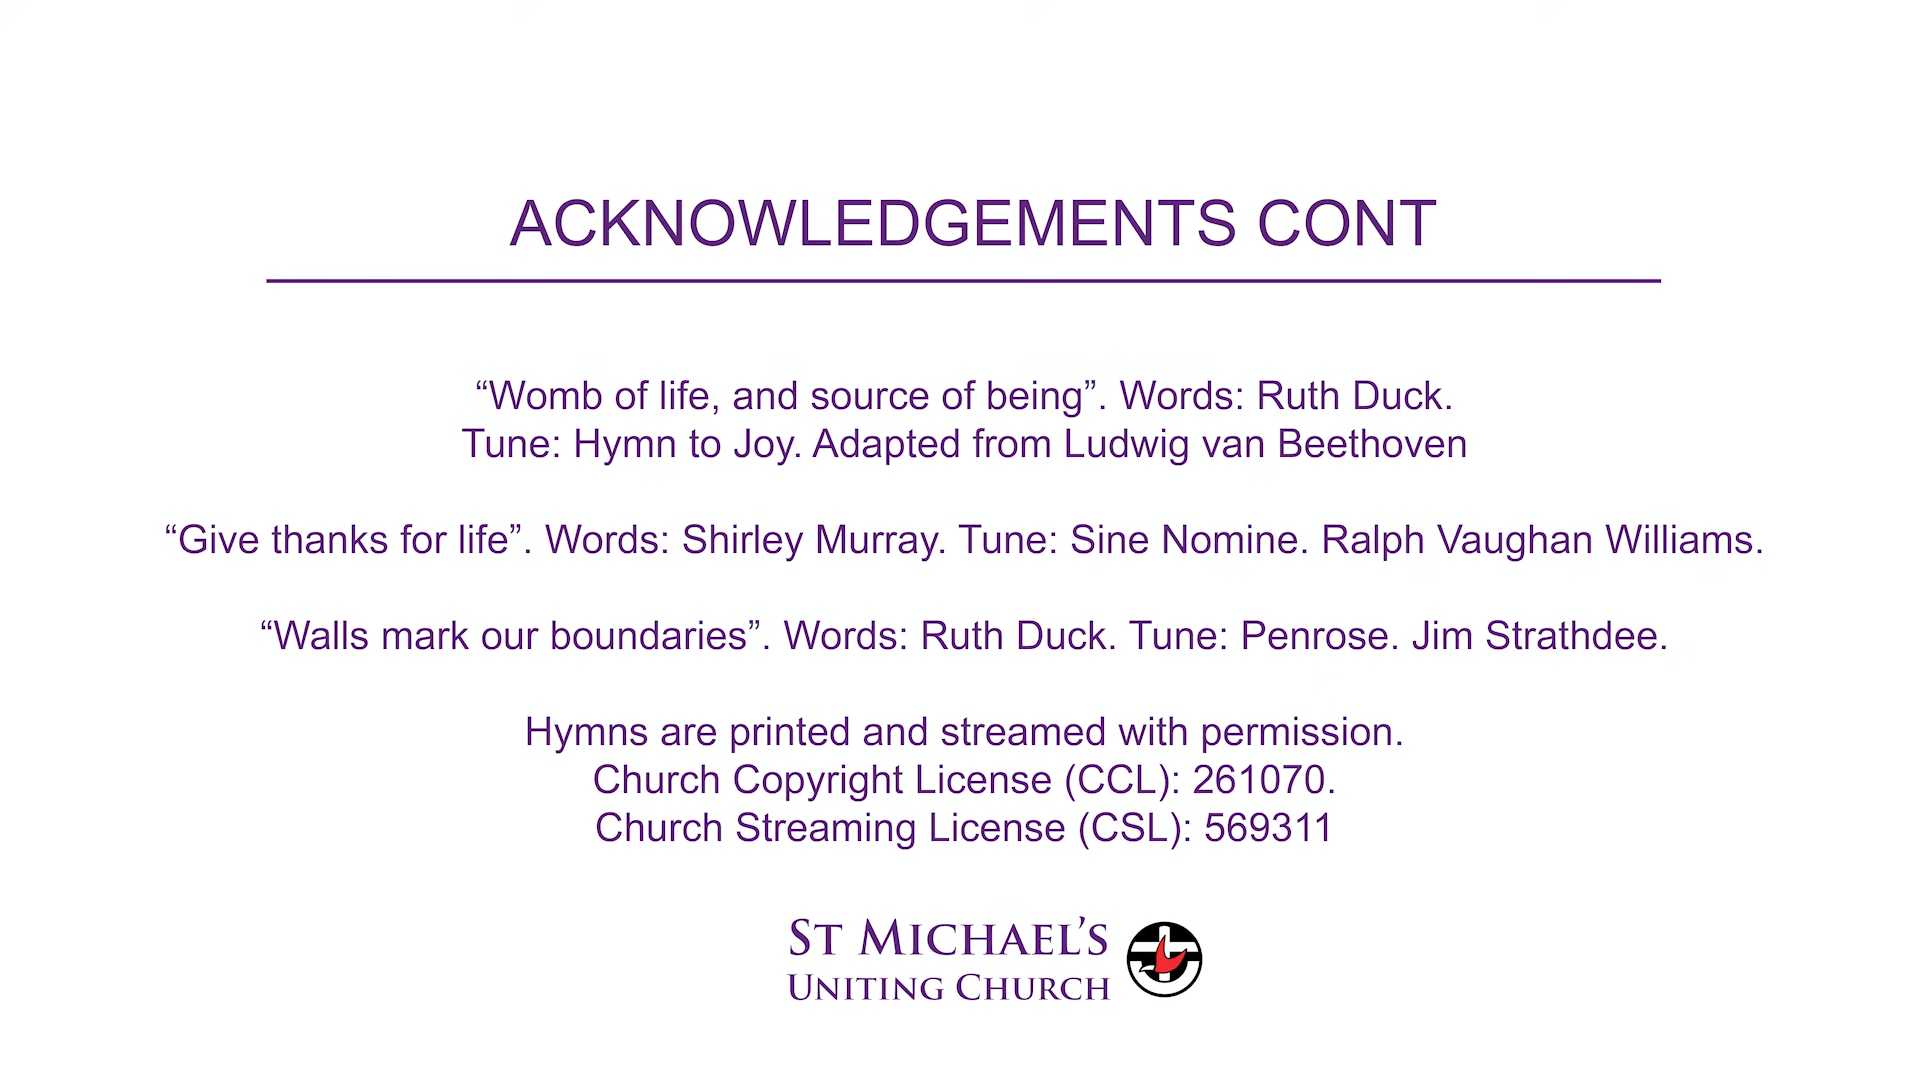 ACKNOWLEDGEMENTS CONT
“Womb of life, and source of being”. Words: Ruth Duck.
Tune: Hymn to Joy. Adapted from Ludwig van Beethoven
“Give thanks for life”. Words: Shirley Murray. Tune: Sine Nomine. Ralph Vaughan Williams.
“Walls mark our boundaries”. Words: Ruth Duck. Tune: Penrose. Jim Strathdee.
Hymns are printed and streamed with permission.
Church Copyright License (CCL): 261070.
Church Streaming License (CSL): 569311
ST MICHAEL’S
UNITING CHURCH